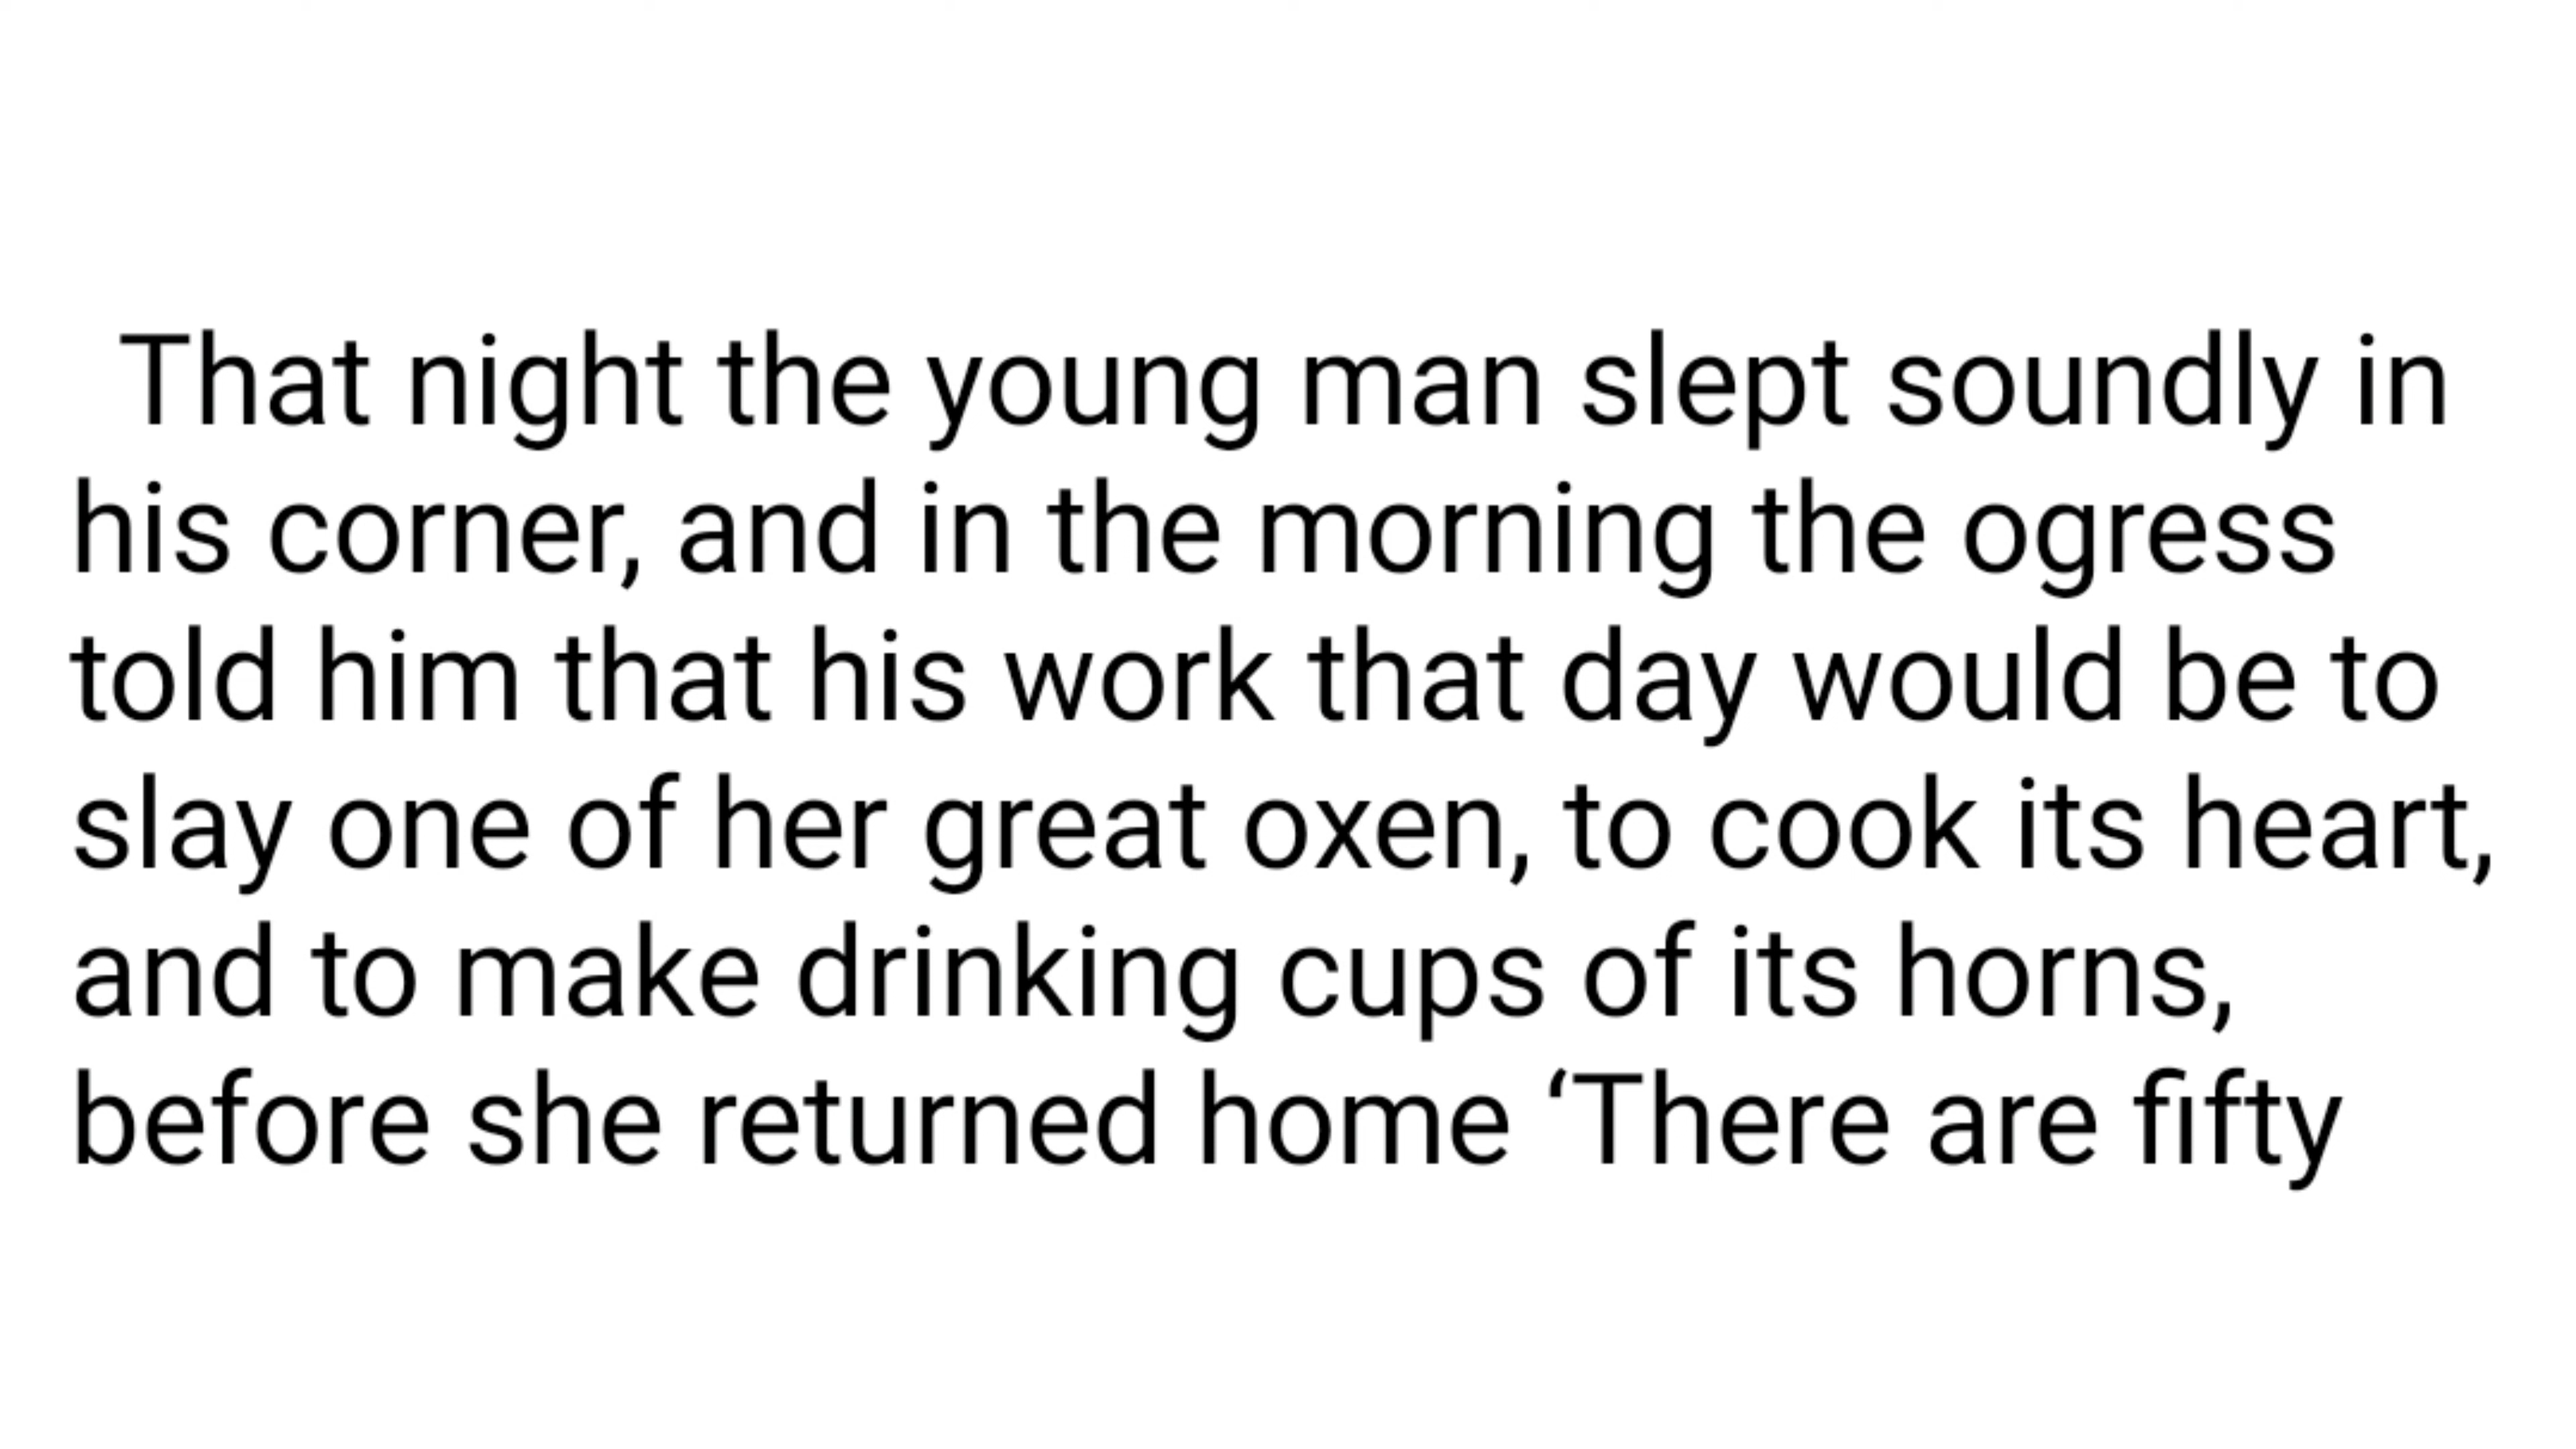 That night the young man slept soundly in
his corner, and in the morning the ogress
told him that his work that day would be to
slay one of her great oxen, to cook its heart,
and to make drinking cups of its horns,
before she returned home ‘There are fifty